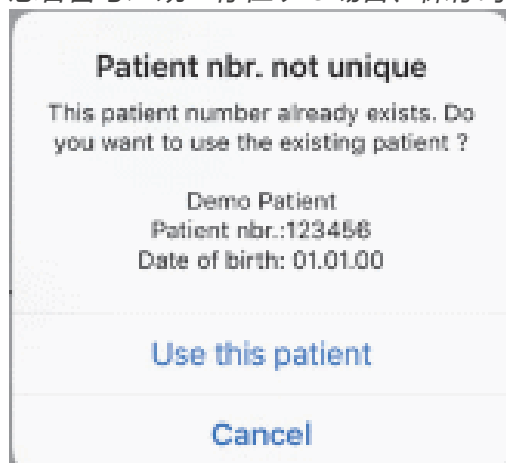 Patient nbr. not unique
This patient number already exists. Do
you want to use the existing patient ?
Demo Patient
Patient nbr.:123456
Date of birth: 01.01.00
Use this patient
Cancel